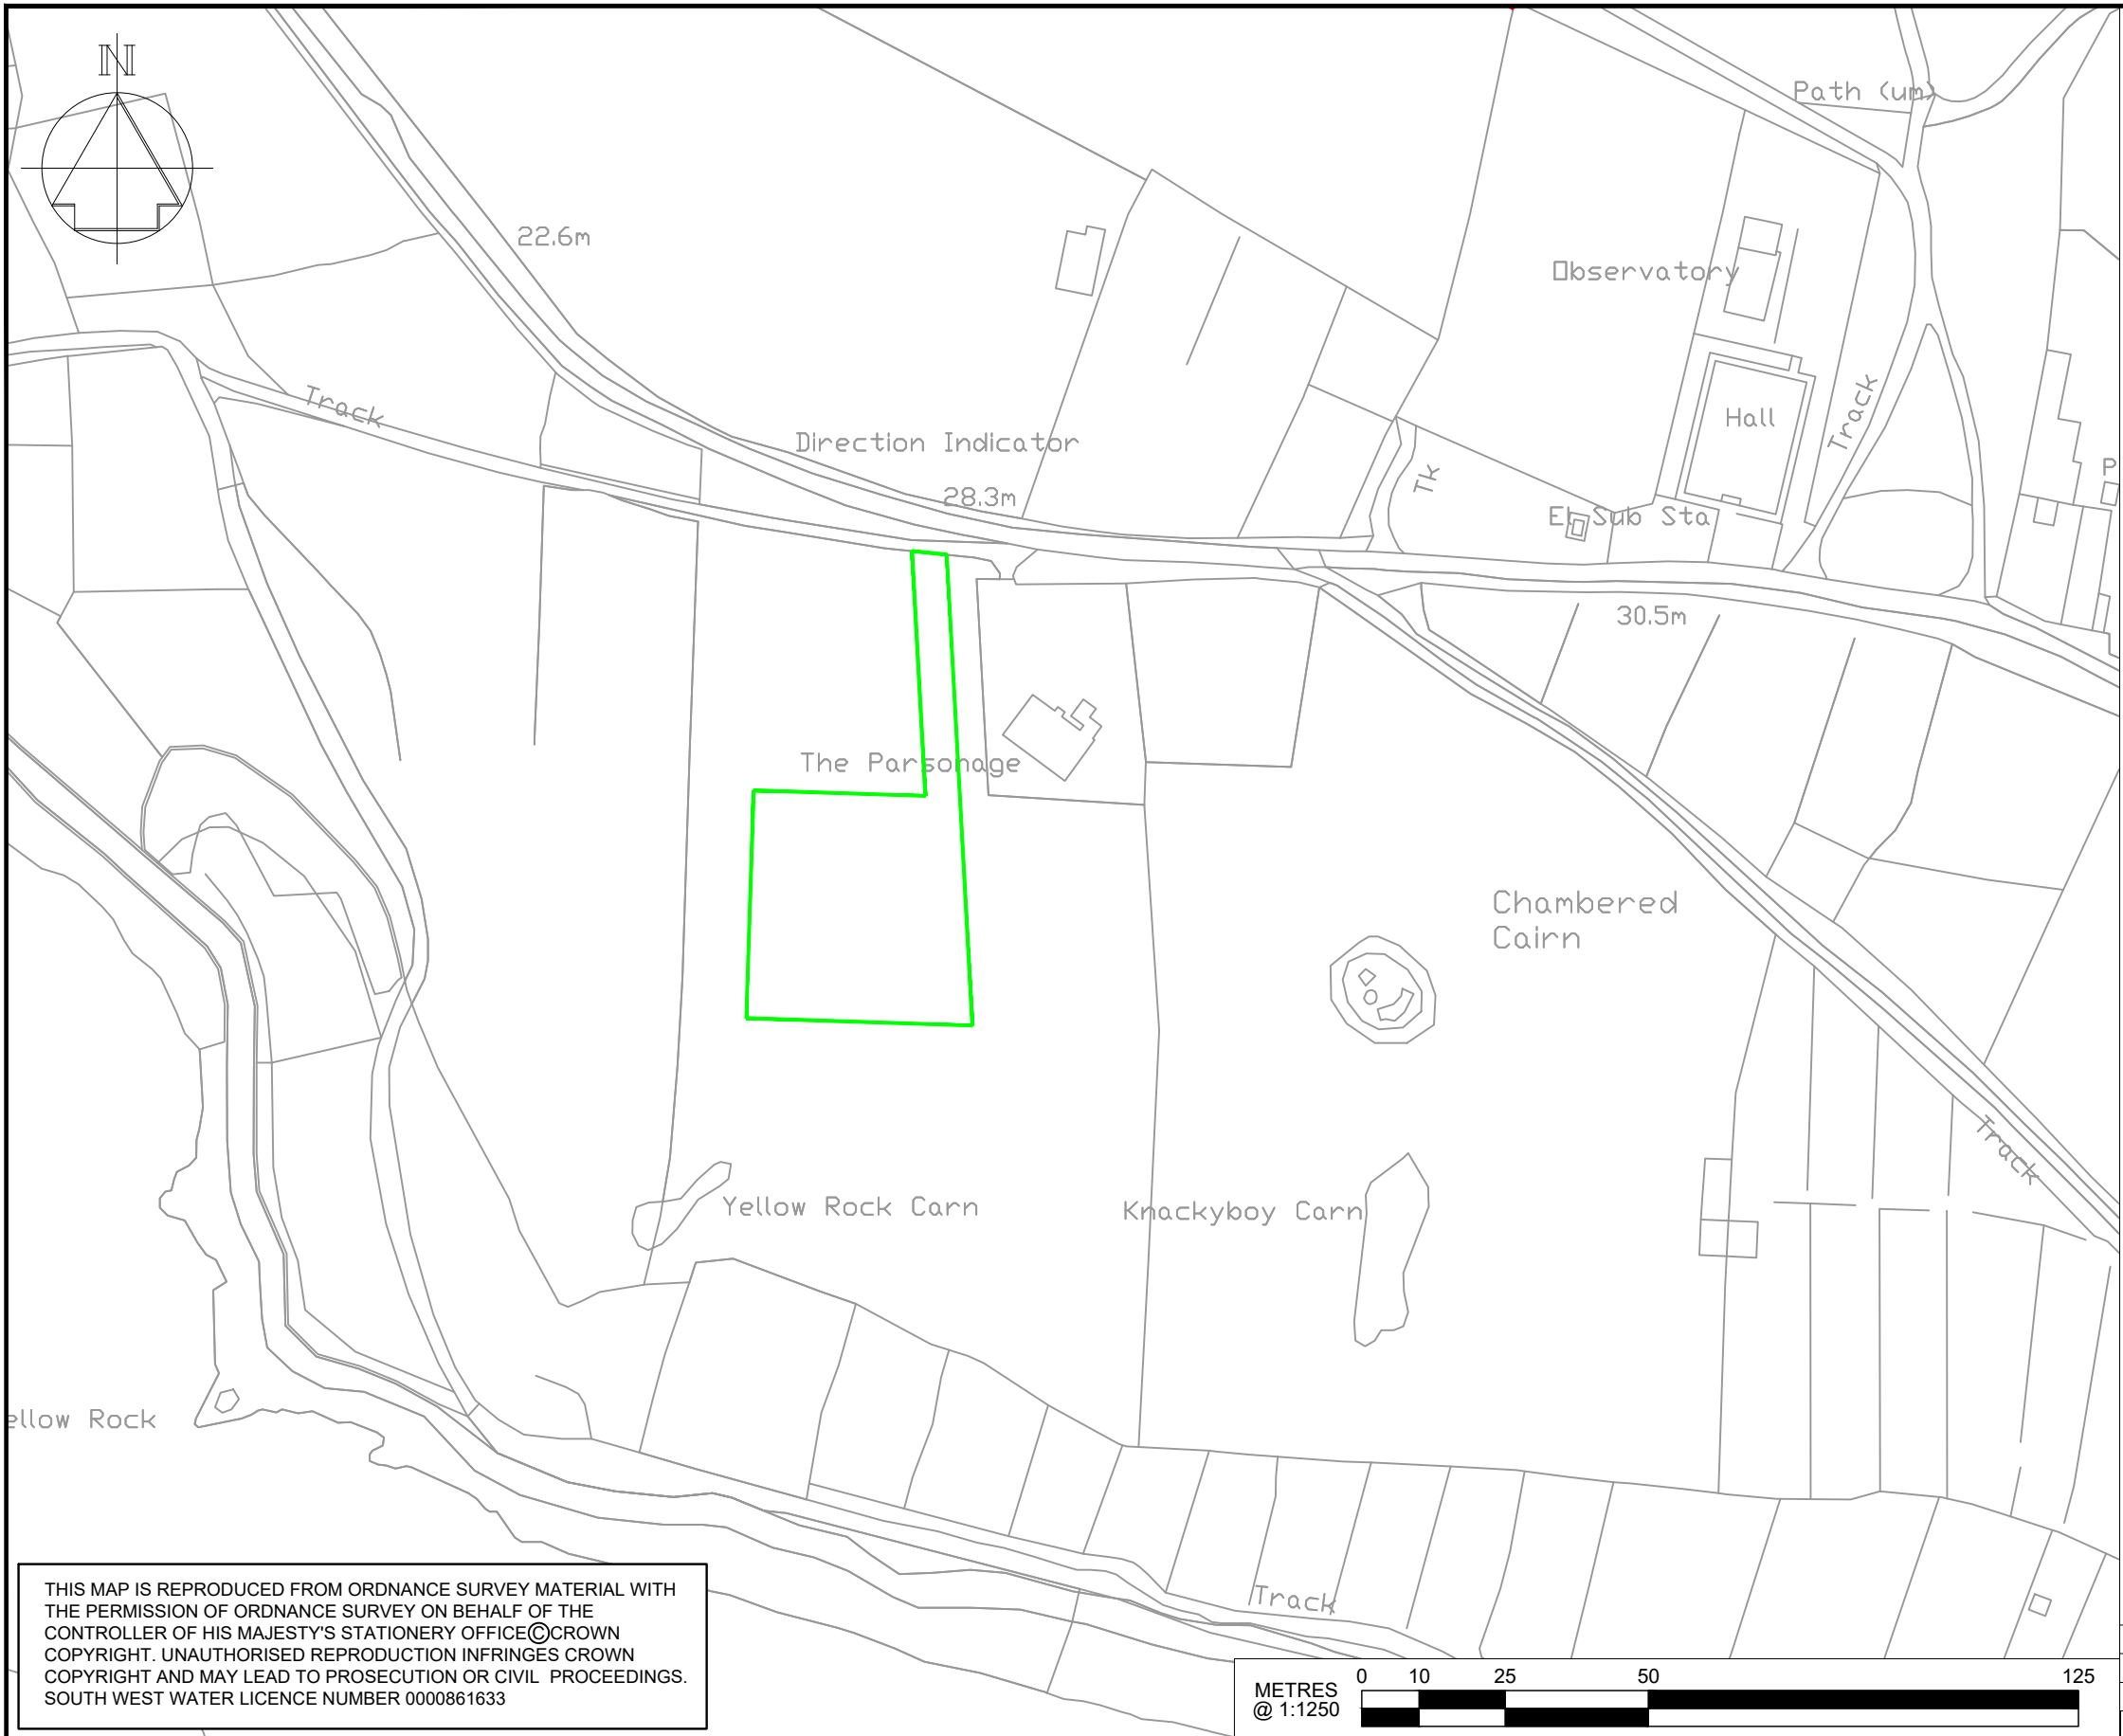 N
Path (um)
22.6m
Observatory
Track
Hall
Track
Direction Indicator
Tk
P
28.3m
El Sub Sta
30.5m
The Parsonage
Chambered
Cairn
Track
Yellow Rock Carn
Knackyboy Carn
ellow Rock
Track
THIS MAP IS REPRODUCED FROM ORDNANCE SURVEY MATERIAL WITH
THE PERMISSION OF ORDNANCE SURVEY ON BEHALF OF THE
CONTROLLER OF HIS MAJESTY'S STATIONERY OFFICE©CROWN
COPYRIGHT. UNAUTHORISED REPRODUCTION INFRINGES CROWN
COPYRIGHT AND MAY LEAD TO PROSECUTION OR CIVIL PROCEEDINGS.
SOUTH WEST WATER LICENCE NUMBER 0000861633
METRES
@ 1:1250
0 10 25 50 125